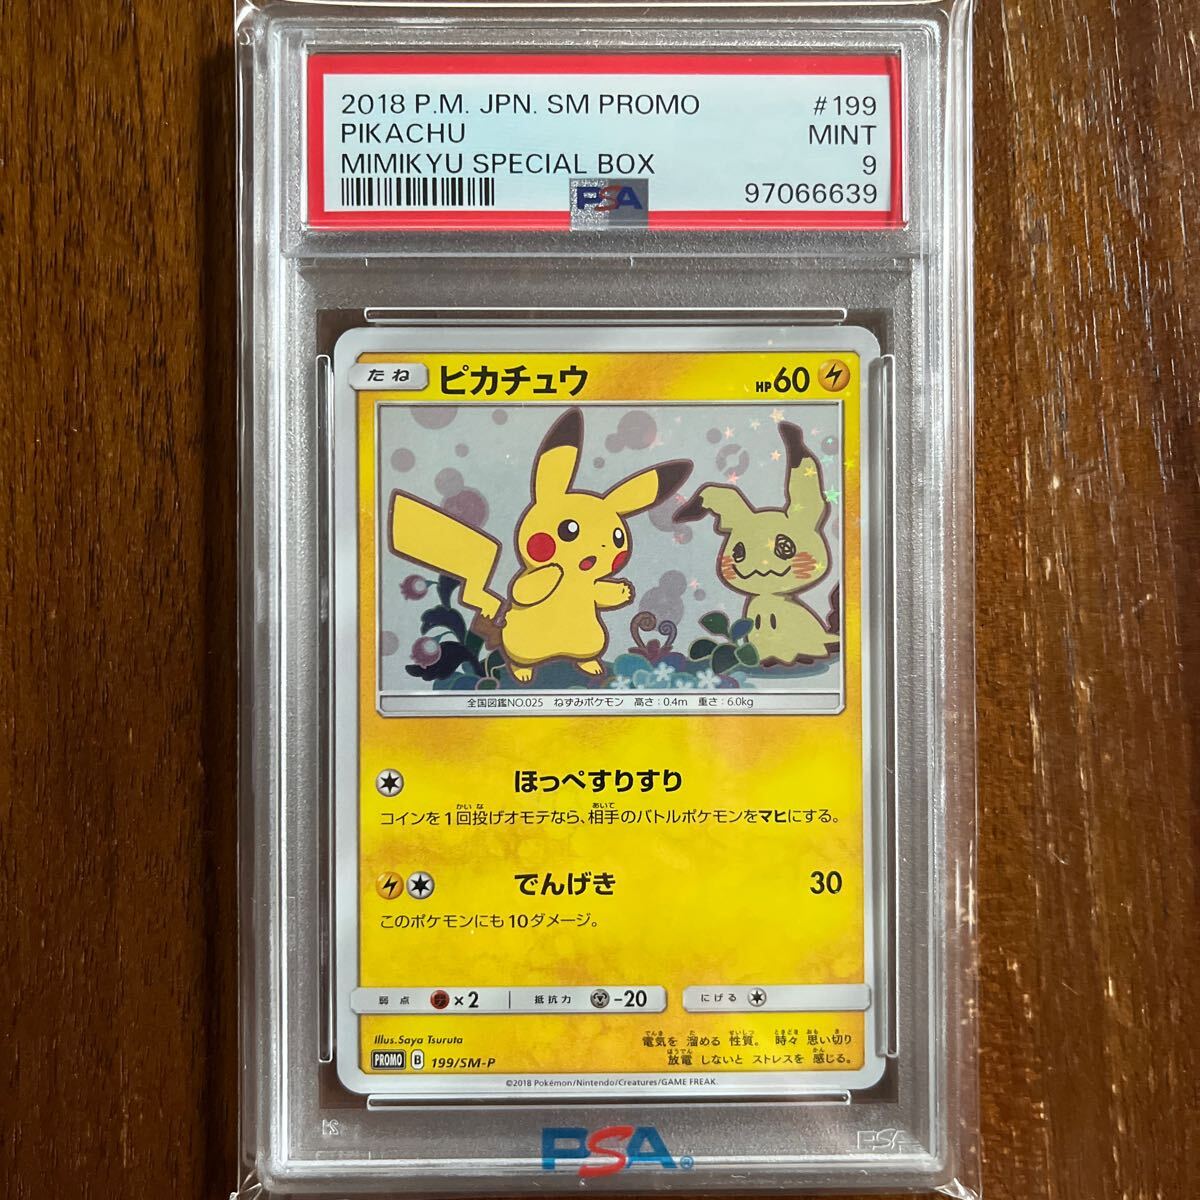 2018 P.M. JPN. SM PROMO #199
PIKACHU MINT
MIMIKYU SPECIAL BOX 9
PSA 97066639
たね ピカチュウ HP60
全国図鑑NO.025 ねずみポケモン 高さ:0.4m 重さ:6.0kg
ほっぺすりすり
コインを1回投げオモテなら、相手のバトルポケモンをマヒにする。
でんげき 30
このポケモンにも10ダメージ。
弱点 ×2 抵抗力 -20 にげる
Illus.Saya Tsuruta
電気を溜める性質。時々思い切り
放電しないとストレスを感じる。
PROMO B 199/SM-P
©2018 Pokémon/Nintendo/Creatures/GAME FREAK.
PSA®
PSA